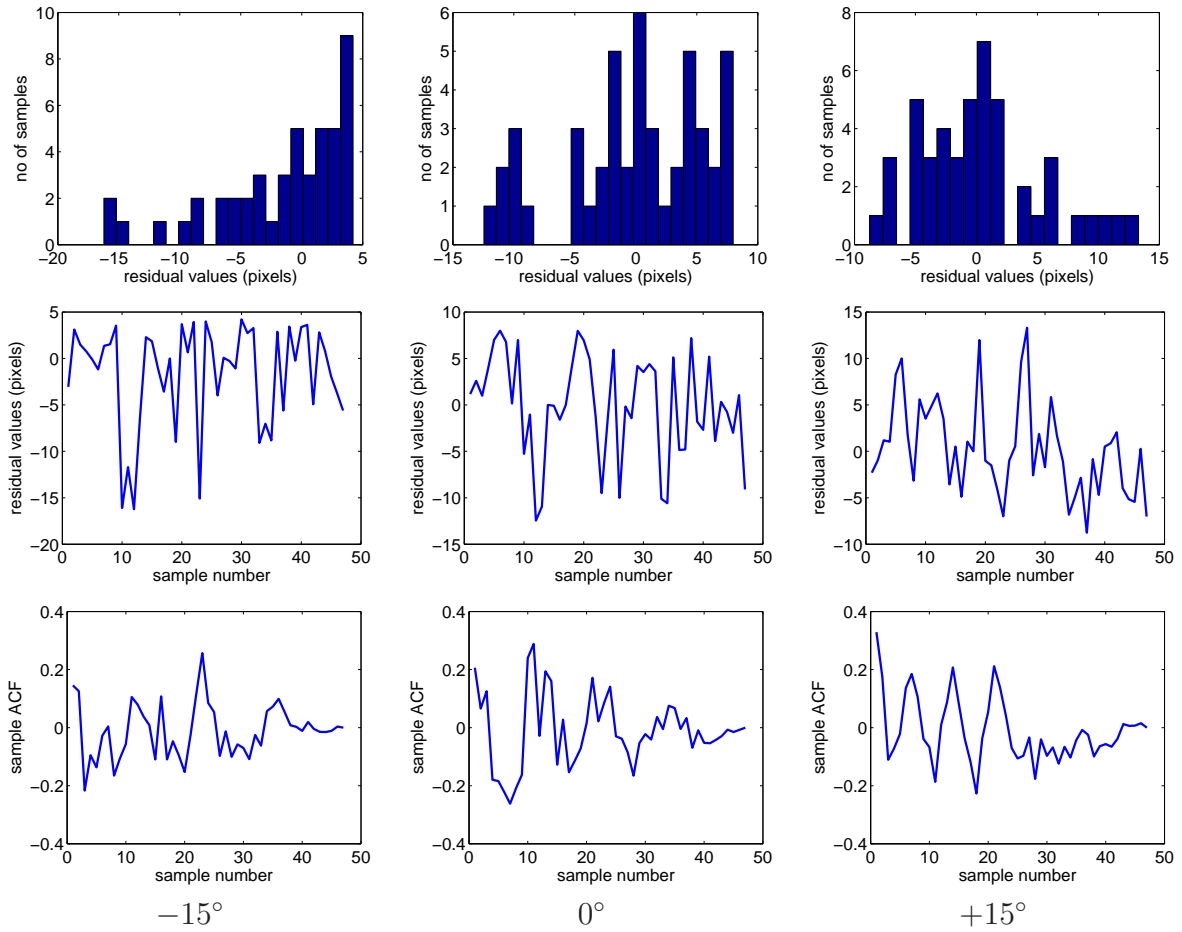 10
8
6
4
2
0
no of samples
−20 −15 −10 −5 0 5
residual values (pixels)
6
5
4
3
2
1
0
no of samples
−15 −10 −5 0 5 10
residual values (pixels)
8
6
4
2
0
no of samples
−10 −5 0 5 10 15
residual values (pixels)
5
0
−5
−10
−15
−20
residual values (pixels)
0 10 20 30 40 50
sample number
10
5
0
−5
−10
−15
residual values (pixels)
0 10 20 30 40 50
sample number
15
10
5
0
−5
−10
residual values (pixels)
0 10 20 30 40 50
sample number
0.4
0.2
0
−0.2
−0.4
sample ACF
0 10 20 30 40 50
sample number
0.4
0.2
0
−0.2
−0.4
sample ACF
0 10 20 30 40 50
sample number
0.4
0.2
0
−0.2
−0.4
sample ACF
0 10 20 30 40 50
sample number
−15°
0°
+15°